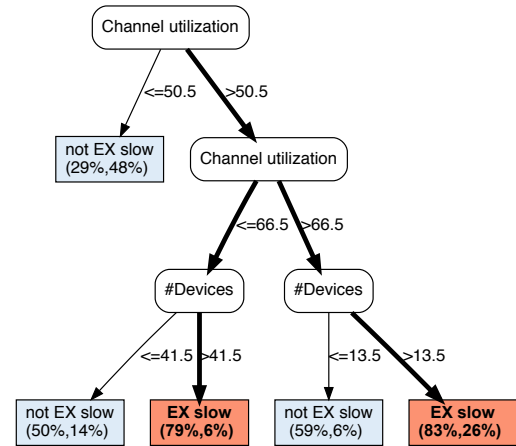 Channel utilization
<=50.5
>50.5
not EX slow
(29%,48%)
Channel utilization
<=66.5
>66.5
#Devices
#Devices
<=41.5
>41.5
<=13.5
>13.5
not EX slow
(50%,14%)
EX slow
(79%,6%)
not EX slow
(59%,6%)
EX slow
(83%,26%)